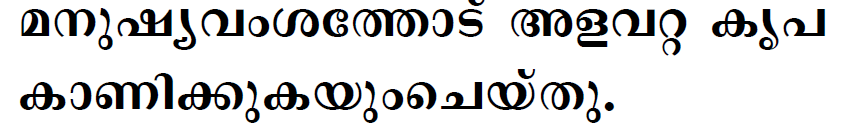 മനുഷ്യവംശത്തോട് അളവറ്റ കൃപ
കാണിക്കുകയുംചെയ്തു.